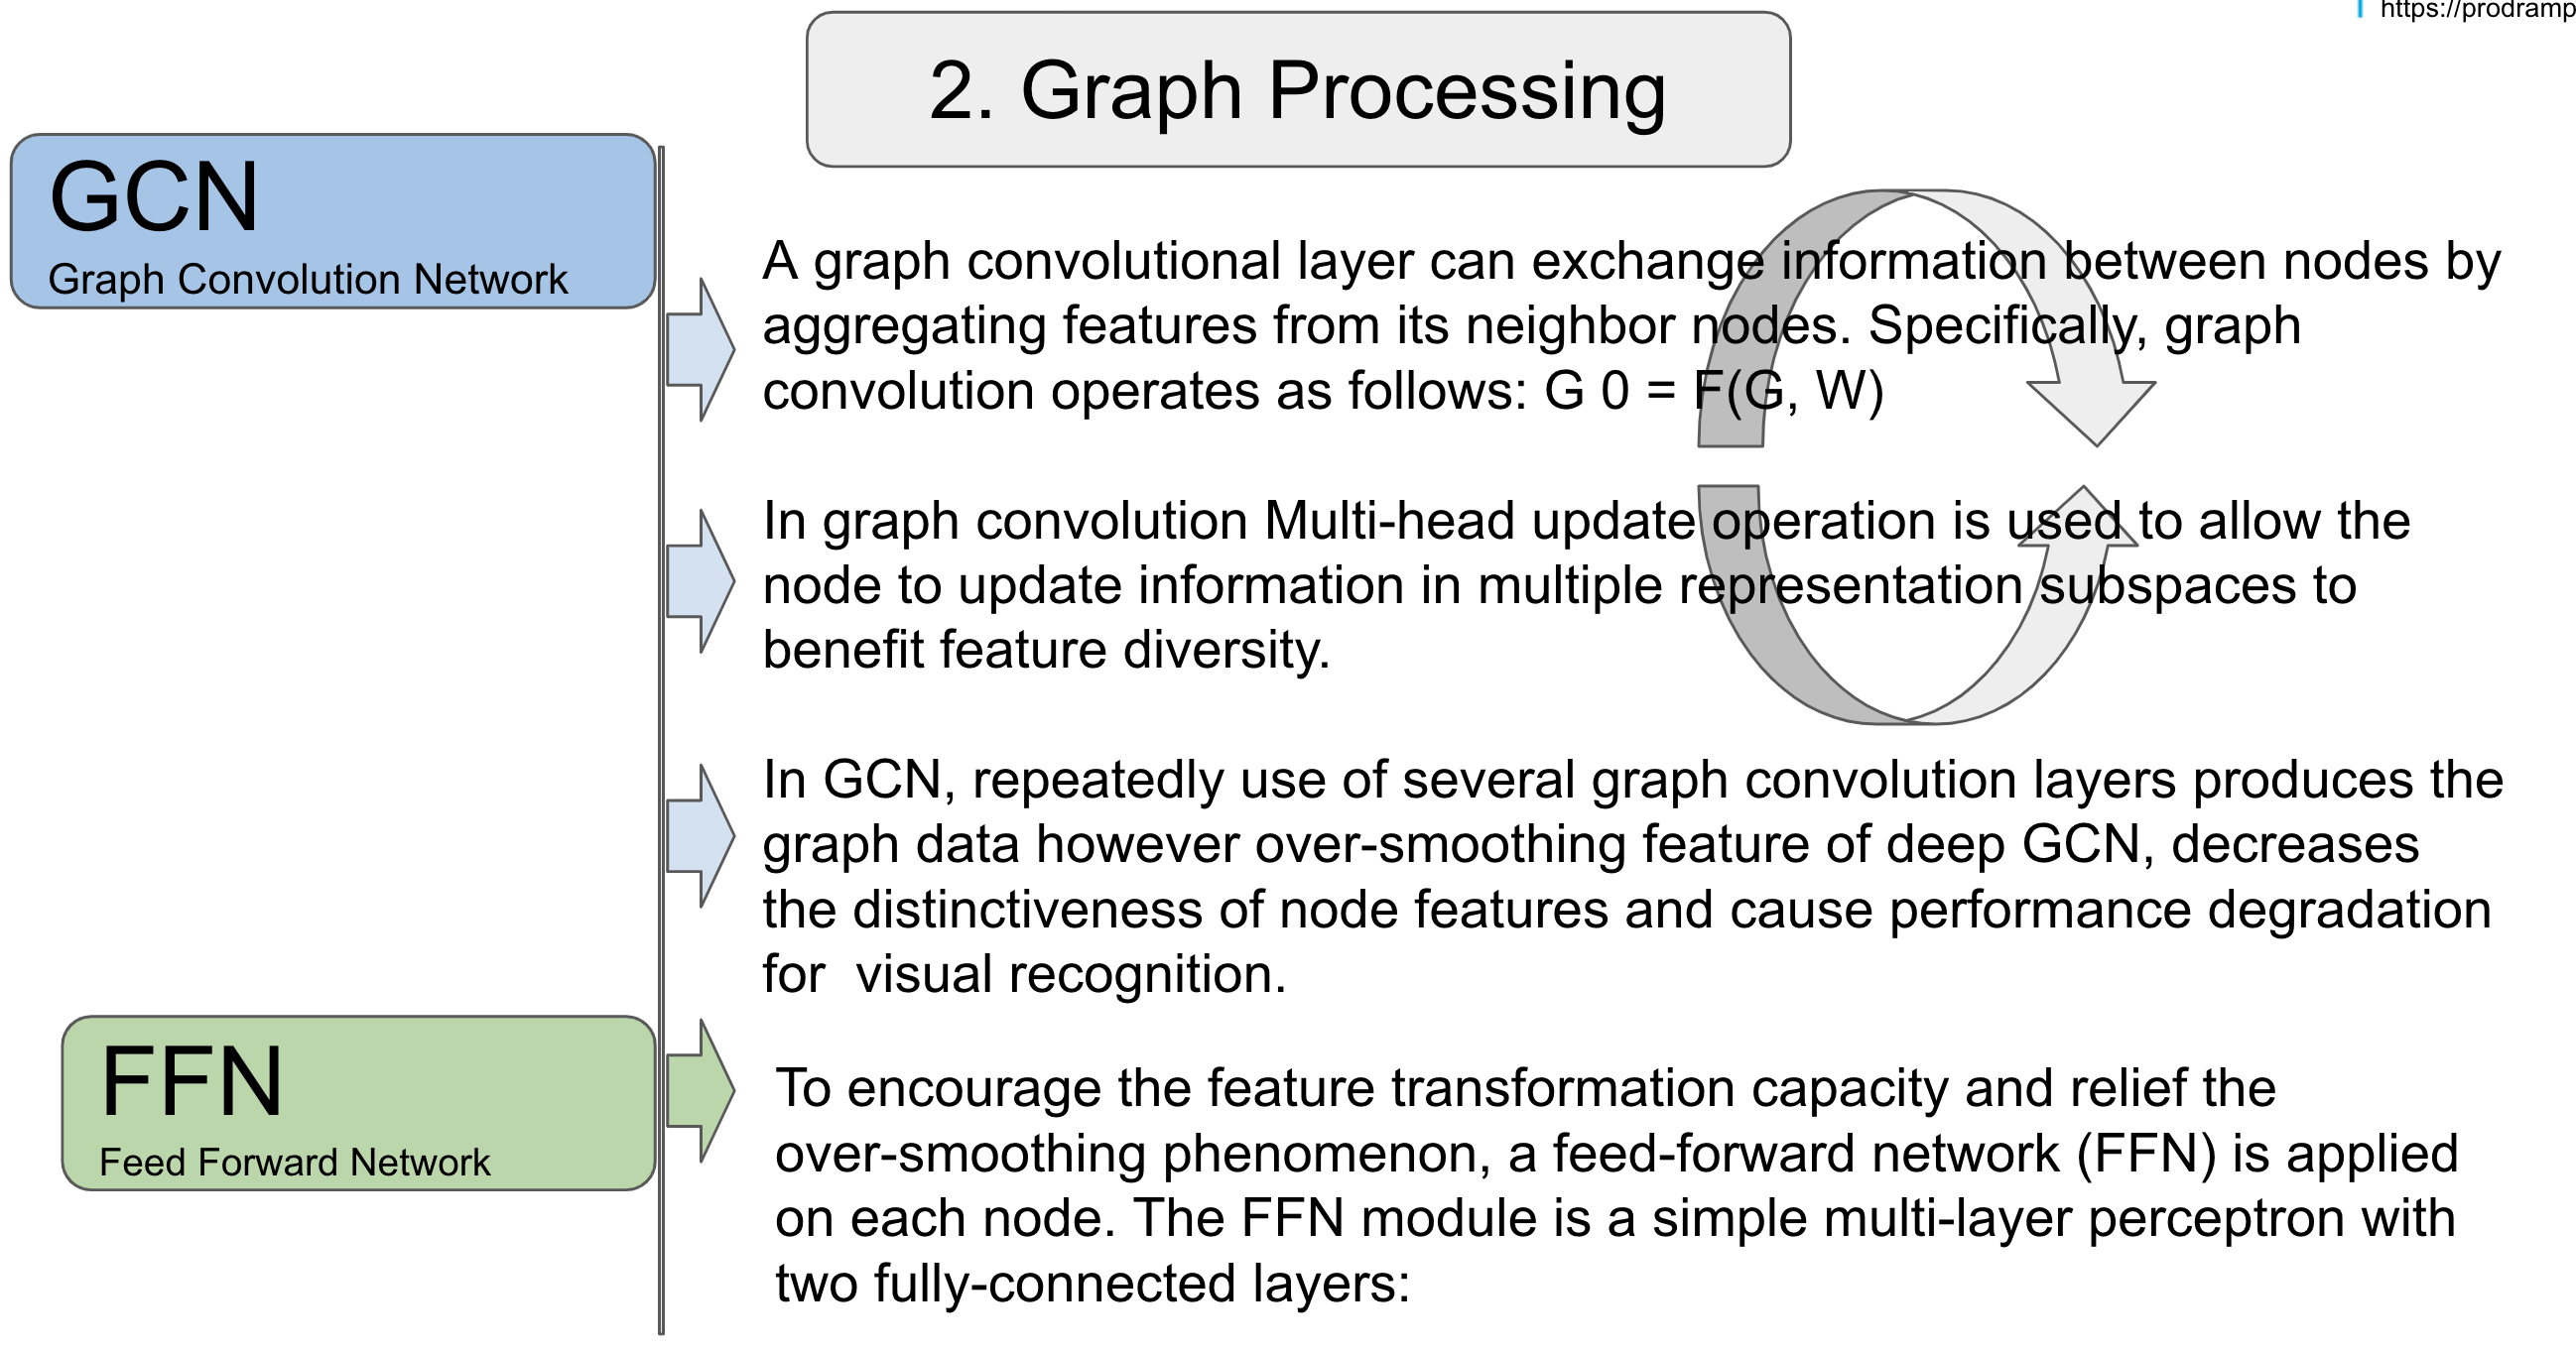 https://prodramp
2. Graph Processing
GCN
Graph Convolution Network
A graph convolutional layer can exchange information between nodes by
aggregating features from its neighbor nodes. Specifically, graph
convolution operates as follows: G 0 = F(G, W)
In graph convolution Multi-head update operation is used to allow the
node to update information in multiple representation subspaces to
benefit feature diversity.
In GCN, repeatedly use of several graph convolution layers produces the
graph data however over-smoothing feature of deep GCN, decreases
the distinctiveness of node features and cause performance degradation
for  visual recognition.
FFN
Feed Forward Network
To encourage the feature transformation capacity and relief the
over-smoothing phenomenon, a feed-forward network (FFN) is applied
on each node. The FFN module is a simple multi-layer perceptron with
two fully-connected layers: